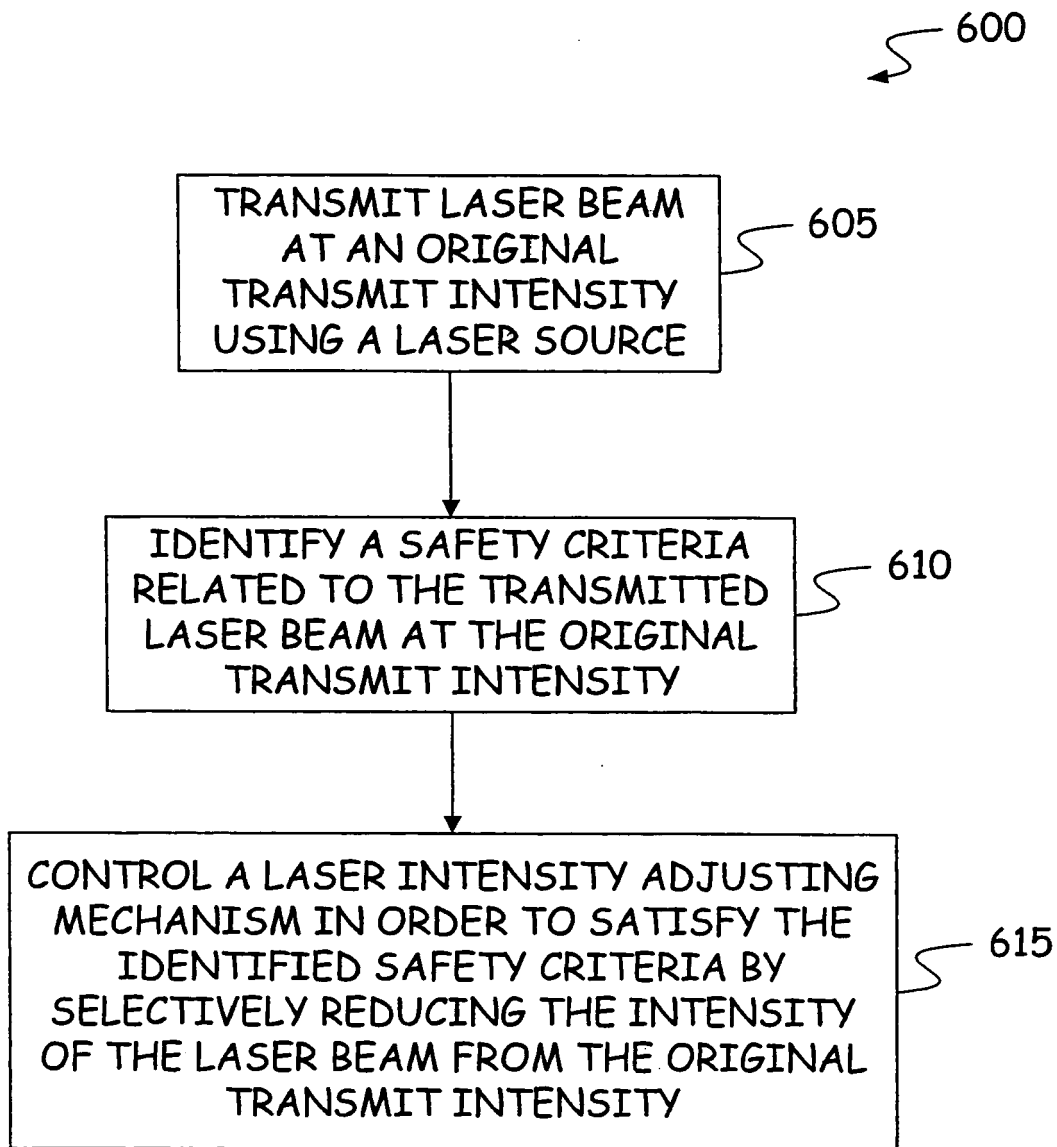 600
TRANSMIT LASER BEAM
AT AN ORIGINAL
TRANSMIT INTENSITY
USING A LASER SOURCE
605
IDENTIFY A SAFETY CRITERIA
RELATED TO THE TRANSMITTED
LASER BEAM AT THE ORIGINAL
TRANSMIT INTENSITY
610
CONTROL A LASER INTENSITY ADJUSTING
MECHANISM IN ORDER TO SATISFY THE
IDENTIFIED SAFETY CRITERIA BY
SELECTIVELY REDUCING THE INTENSITY
OF THE LASER BEAM FROM THE ORIGINAL
TRANSMIT INTENSITY
615